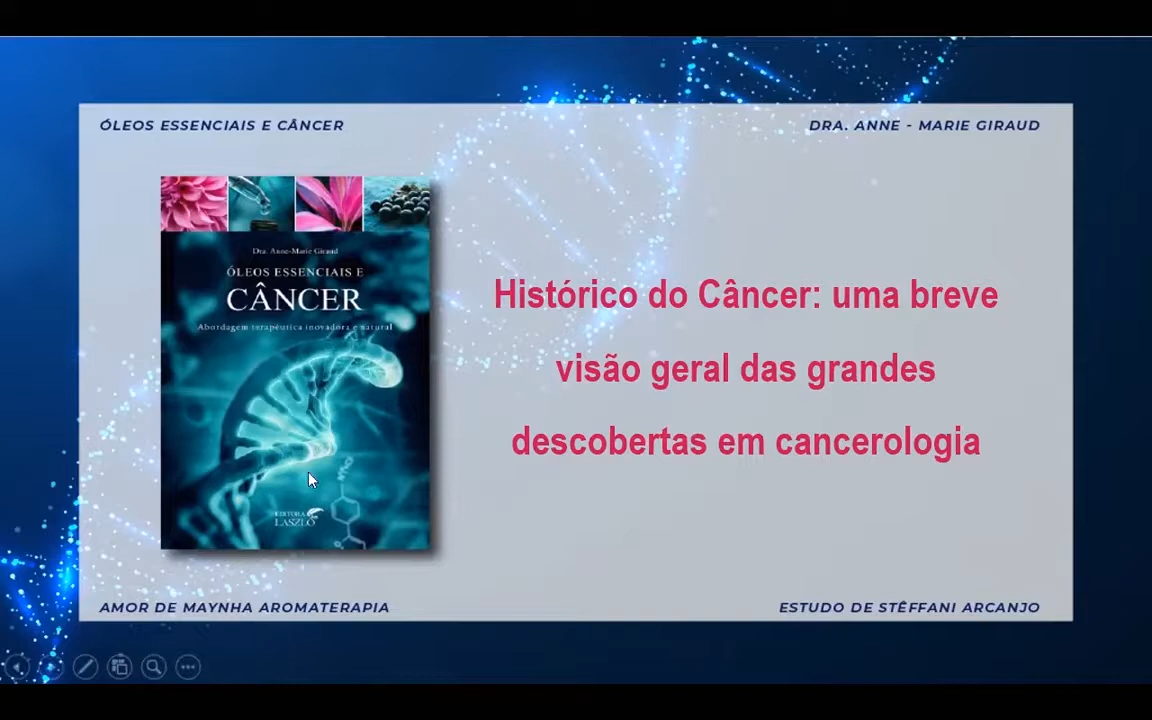 ÓLEOS ESSENCIAIS E CÂNCER
DRA. ANNE - MARIE GIRAUD
Dra. Anne-Marie Giraud
ÓLEOS ESSENCIAIS E
CÂNCER
Abordagem terapêutica inovadora e natural
EDITORA
LASZLO
Histórico do Câncer: uma breve
visão geral das grandes
descobertas em cancerologia
AMOR DE MAYNHA AROMATERAPIA
ESTUDO DE STÊFFANI ARCANJO